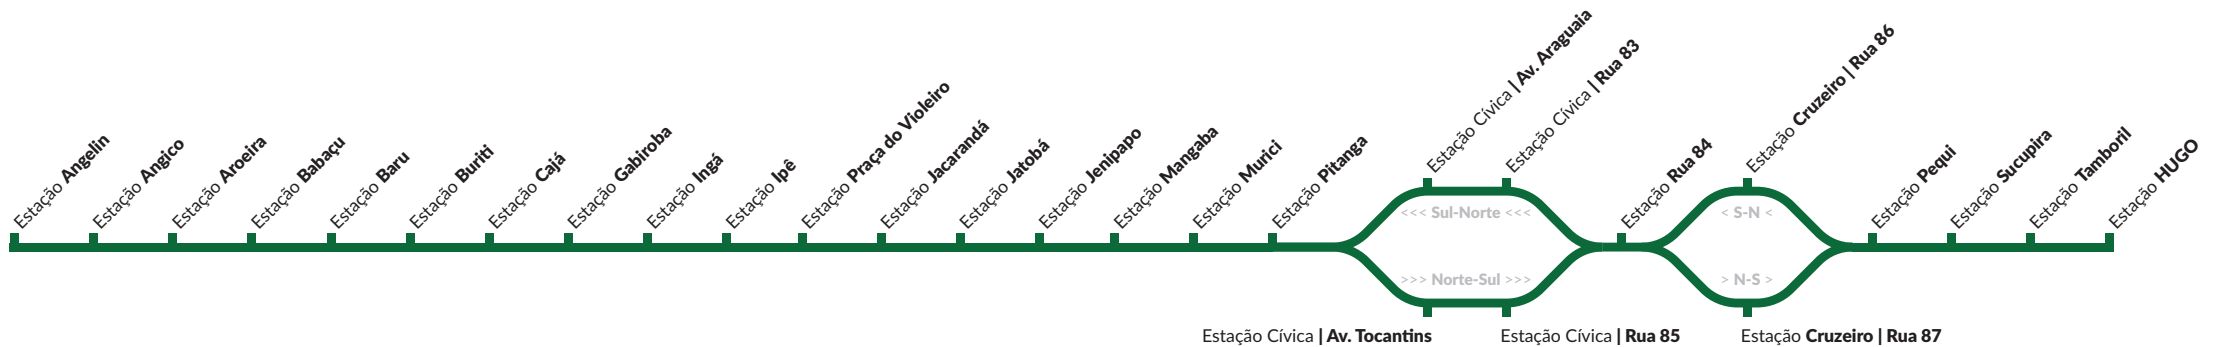 Estação Angelin
Estação Angico
Estação Aroeira
Estação Babaçu
Estação Baru
Estação Buriti
Estação Cajá
Estação Gabiroba
Estação Ingá
Estação Ipê
Estação Praça do Violeiro
Estação Jacarandá
Estação Jatobá
Estação Jenipapo
Estação Mangaba
Estação Murici
Estação Pitanga
Estação Cívica | Av. Araguaia
Estação Cívica | Rua 83
Estação Rua 84
Estação Cruzeiro | Rua 86
Estação Pequi
Estação Sucupira
Estação Tamboril
Estação HUGO
<<< Sul-Norte <<<
< S-N <
>>> Norte-Sul >>>
> N-S >
Estação Cívica | Av. Tocantins
Estação Cívica | Rua 85
Estação Cruzeiro | Rua 87